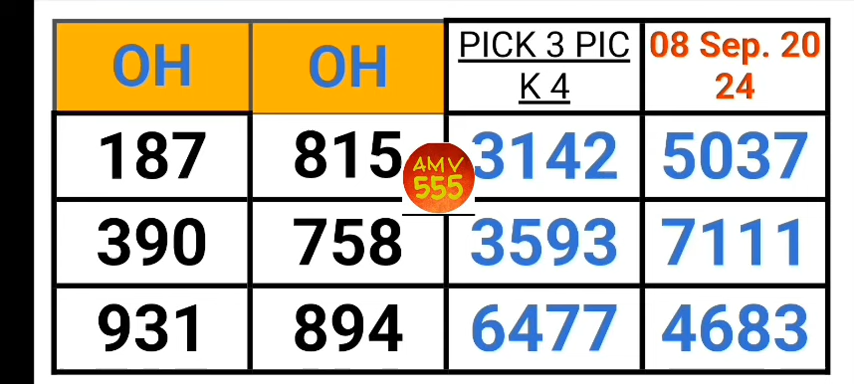 OH OH PICK 3 PIC 08 Sep. 20
K 4 24
187 815 3142 5037
AMV
555
390 758 3593 7111
931 894 6477 4683